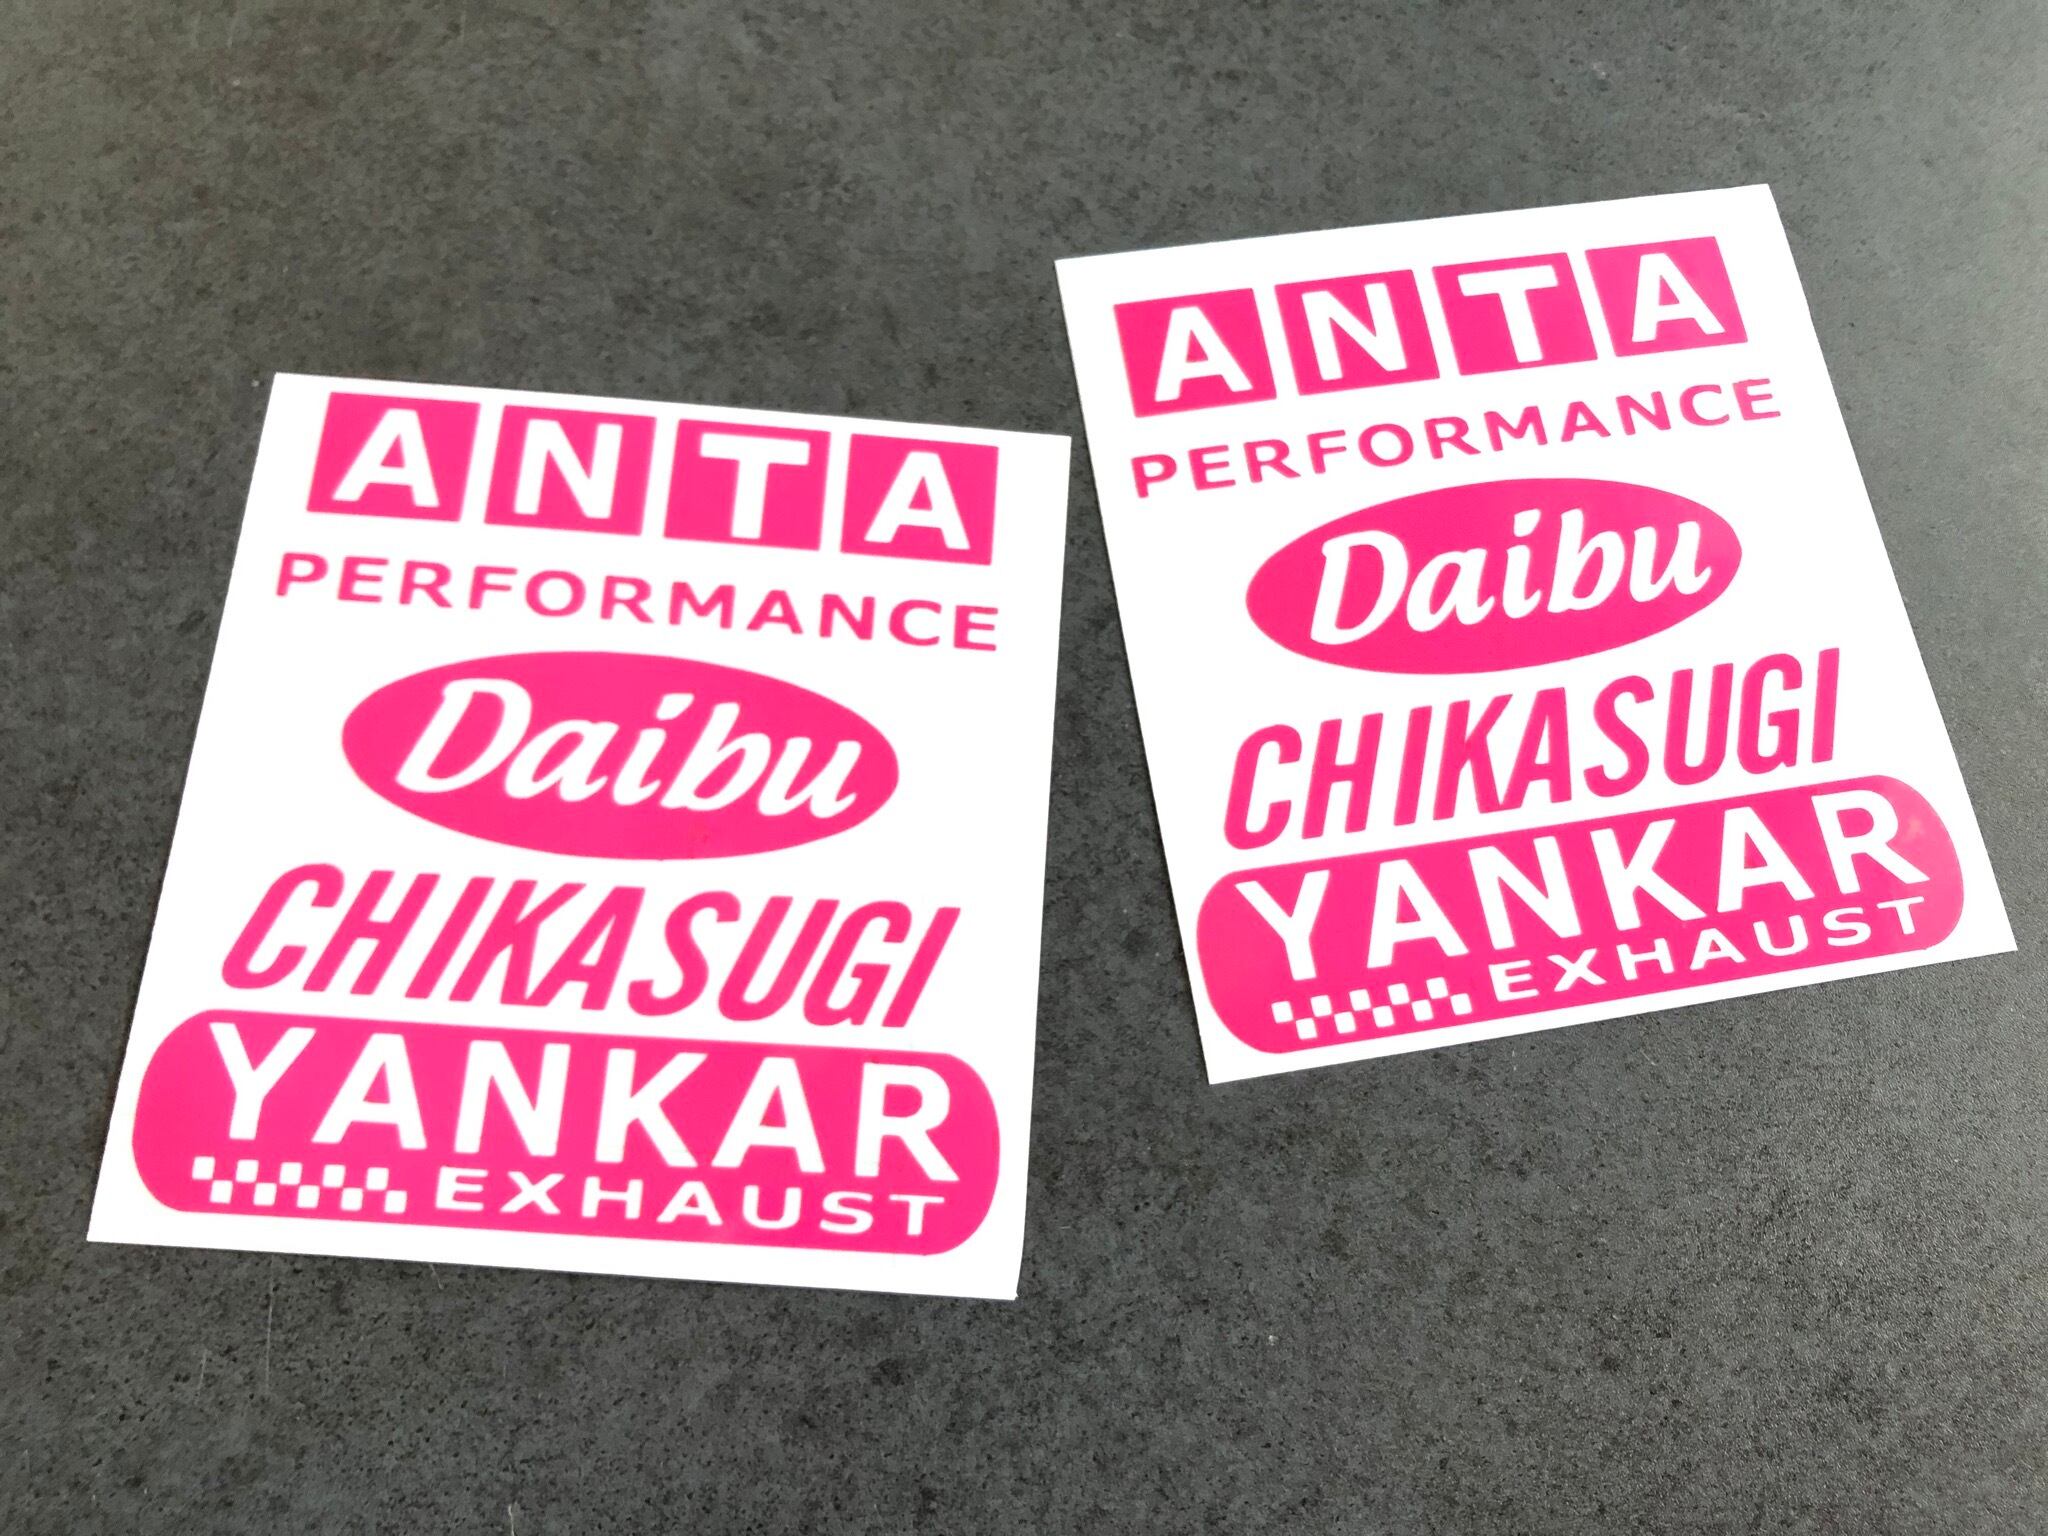 ANTA
PERFORMANCE
Daibu
CHIKASUGI
YANKAR
EXHAUST
ANTA
PERFORMANCE
Daibu
CHIKASUGI
YANKAR
EXHAUST